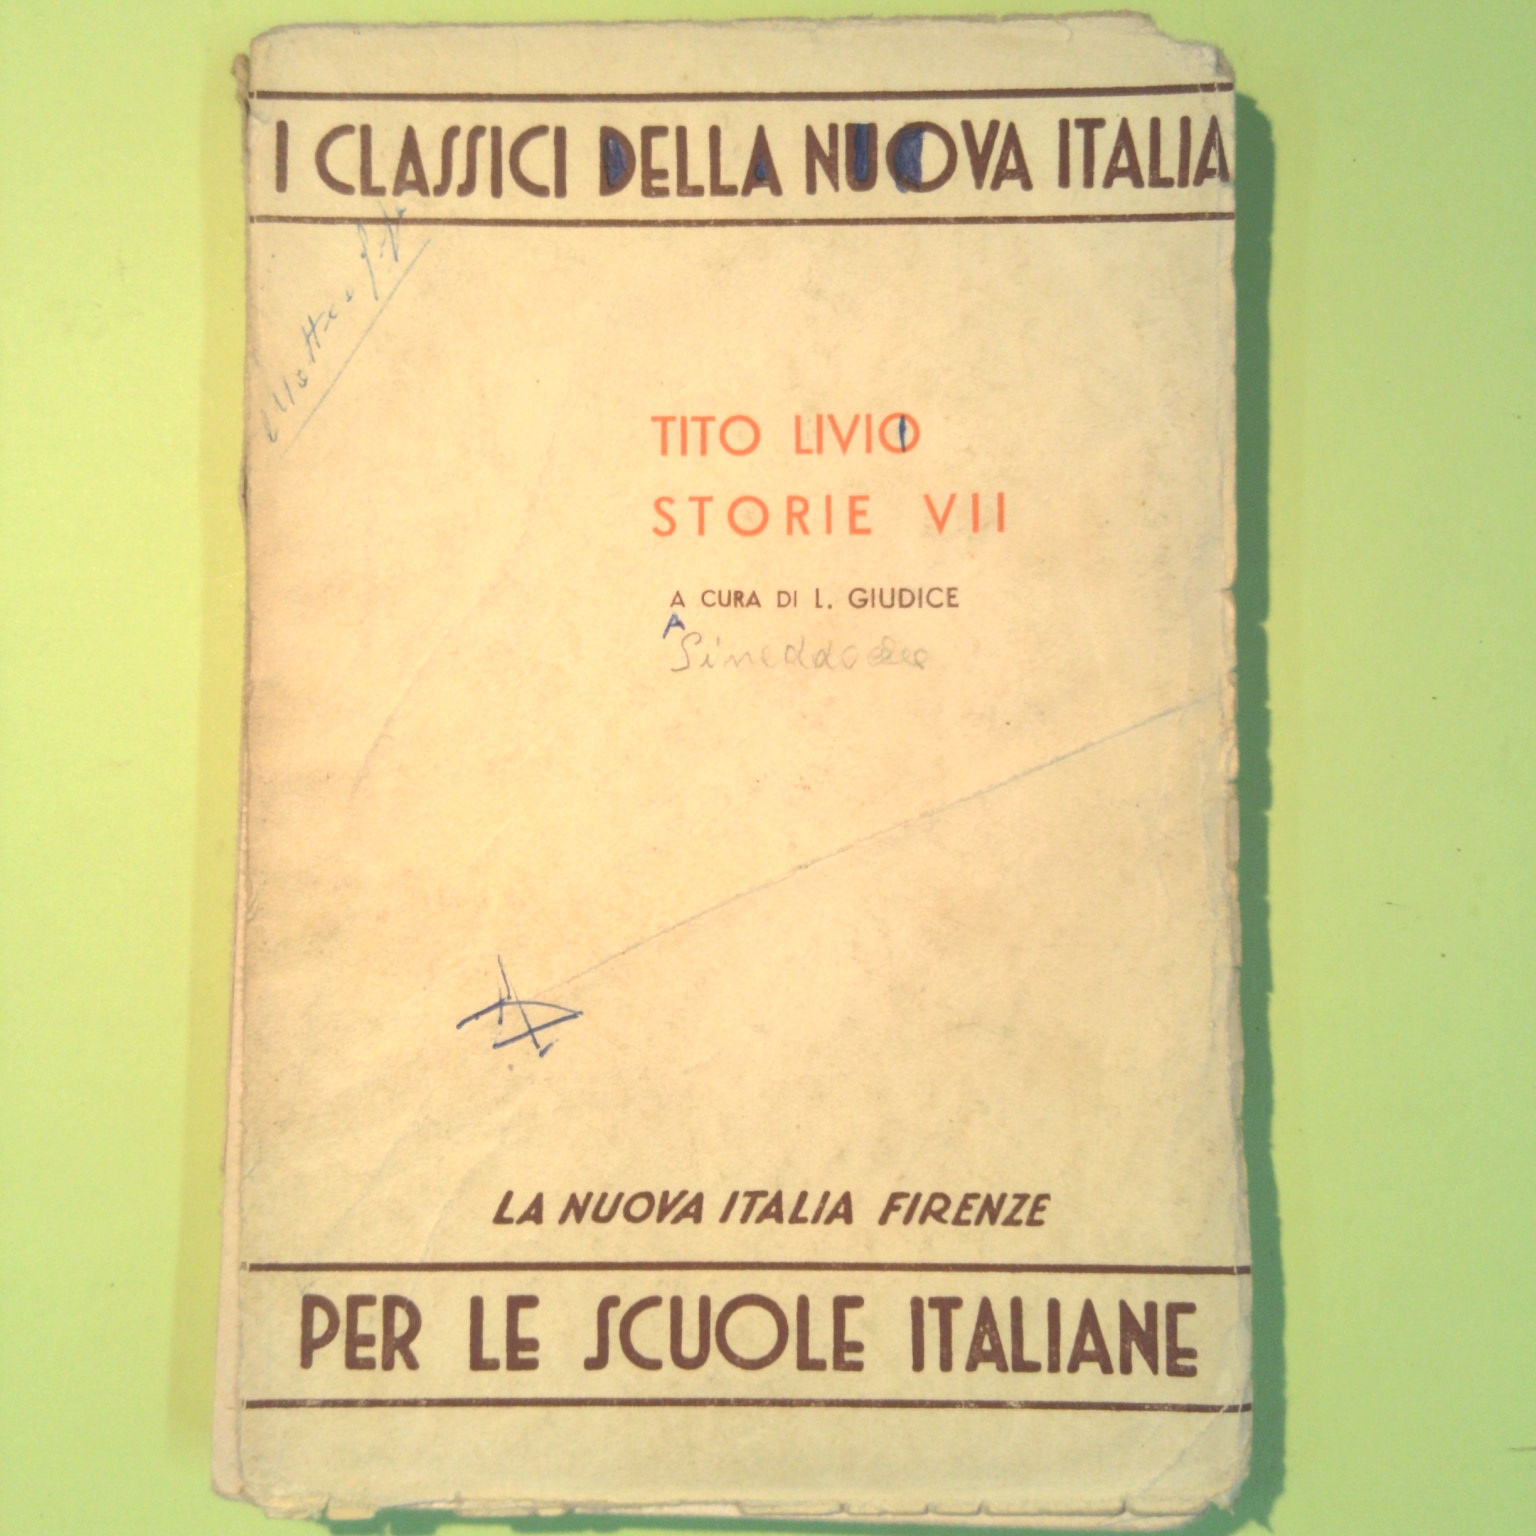 I CLASSICI DELLA NUOVA ITALIA
TITO LIVIO
STORIE VII
A CURA DI L. GIUDICE
A
Sineddoche
LA NUOVA ITALIA FIRENZE
PER LE SCUOLE ITALIANE